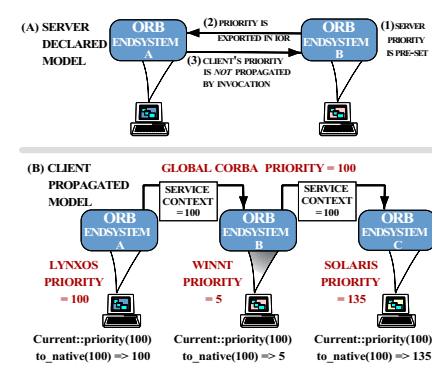 (A) SERVER
DECLARED
MODEL
ORB
ENDSYSTEM
A
(2) PRIORITY IS
EXPORTED IN IOR
(3) CLIENT'S PRIORITY
IS NOT PROPAGATED
BY INVOCATION
ORB
ENDSYSTEM
B
(1) SERVER
PRIORITY
IS PRE-SET
(B) CLIENT
PROPAGATED
MODEL
GLOBAL CORBA PRIORITY = 100
SERVICE
CONTEXT
= 100
SERVICE
CONTEXT
= 100
ORB
ENDSYSTEM
A
ORB
ENDSYSTEM
B
ORB
ENDSYSTEM
C
LYNXOS
PRIORITY
= 100
WINNT
PRIORITY
= 5
SOLARIS
PRIORITY
= 135
Current::priority(100)
to_native(100) => 100
Current::priority(100)
to_native(100) => 5
Current::priority(100)
to_native(100) => 135